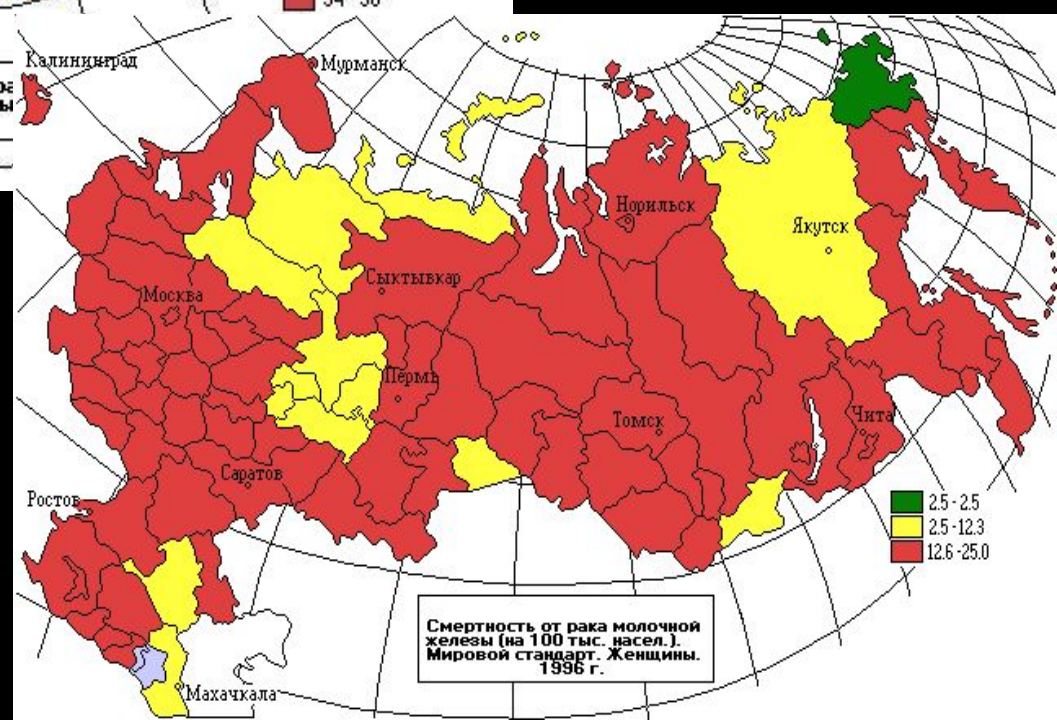 Калининград
Мурманск
Норильск
Якутск
Сыктывкар
Москва
Пермь
Томск
Чита
Саратов
Ростов
2.5 - 2.5
2.5 -12.3
12.6 -25.0
Смертность от рака молочной
железы (на 100 тыс. насел.).
Мировой стандарт. Женщины.
1996 г.
Махачкала